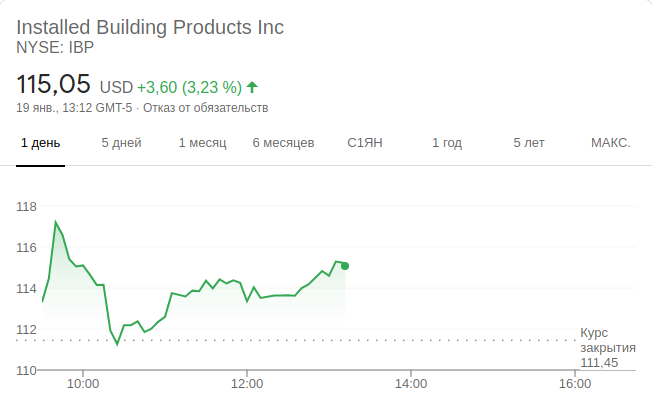 Installed Building Products Inc
NYSE: IBP
115,05 USD +3,60 (3,23 %)
19 янв., 13:12 GMT-5 · Отказ от обязательств
1 день 5 дней 1 месяц 6 месяцев С1ЯН 1 год 5 лет МАКС.
118
116
114
112
110
Курс
закрытия
111,45
10:00 12:00 14:00 16:00